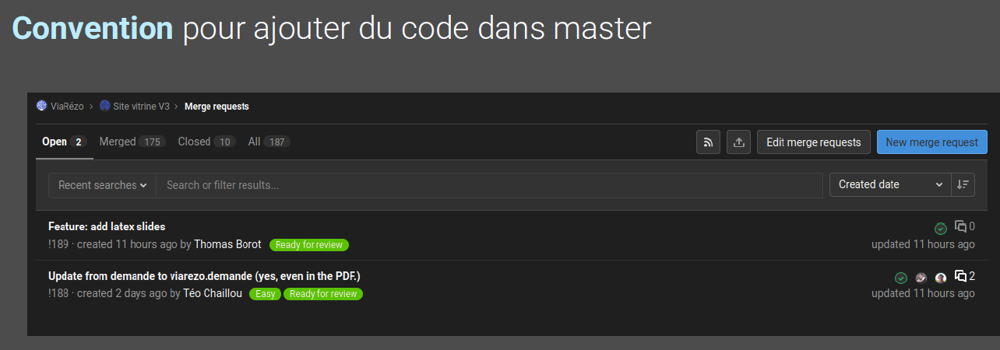 Convention pour ajouter du code dans master
ViaRézo > Site vitrine V3 > Merge requests
Open 2 Merged 175 Closed 10 All 187 Edit merge requests New merge request
Recent searches Search or filter results... Created date
Feature: add latex slides 0
!189 · created 11 hours ago by Thomas Borot Ready for review updated 11 hours ago
Update from demande to viarezo.demande (yes, even in the PDF.) 2
!188 · created 2 days ago by Téo Chaillou Easy Ready for review updated 11 hours ago